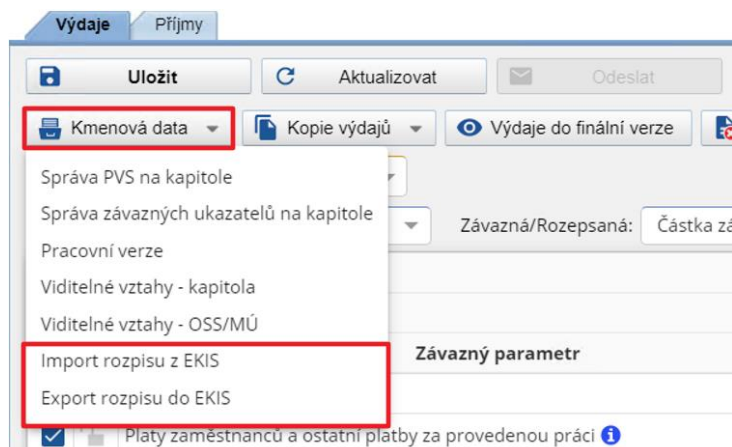 Výdaje Příjmy
Uložit Aktualizovat Odeslat
Kmenová data Kopie výdajů Výdaje do finální verze
Správa PVS na kapitole
Správa závazných ukazatelů na kapitole
Závazná/Rozepsaná: Částka
Pracovní verze
Viditelné vztahy - kapitola
Viditelné vztahy - OSS/MÚ
Import rozpisu z EKIS
Závazný parametr
Export rozpisu do EKIS
Platy zaměstnanců a ostatní platby za provedenou práci